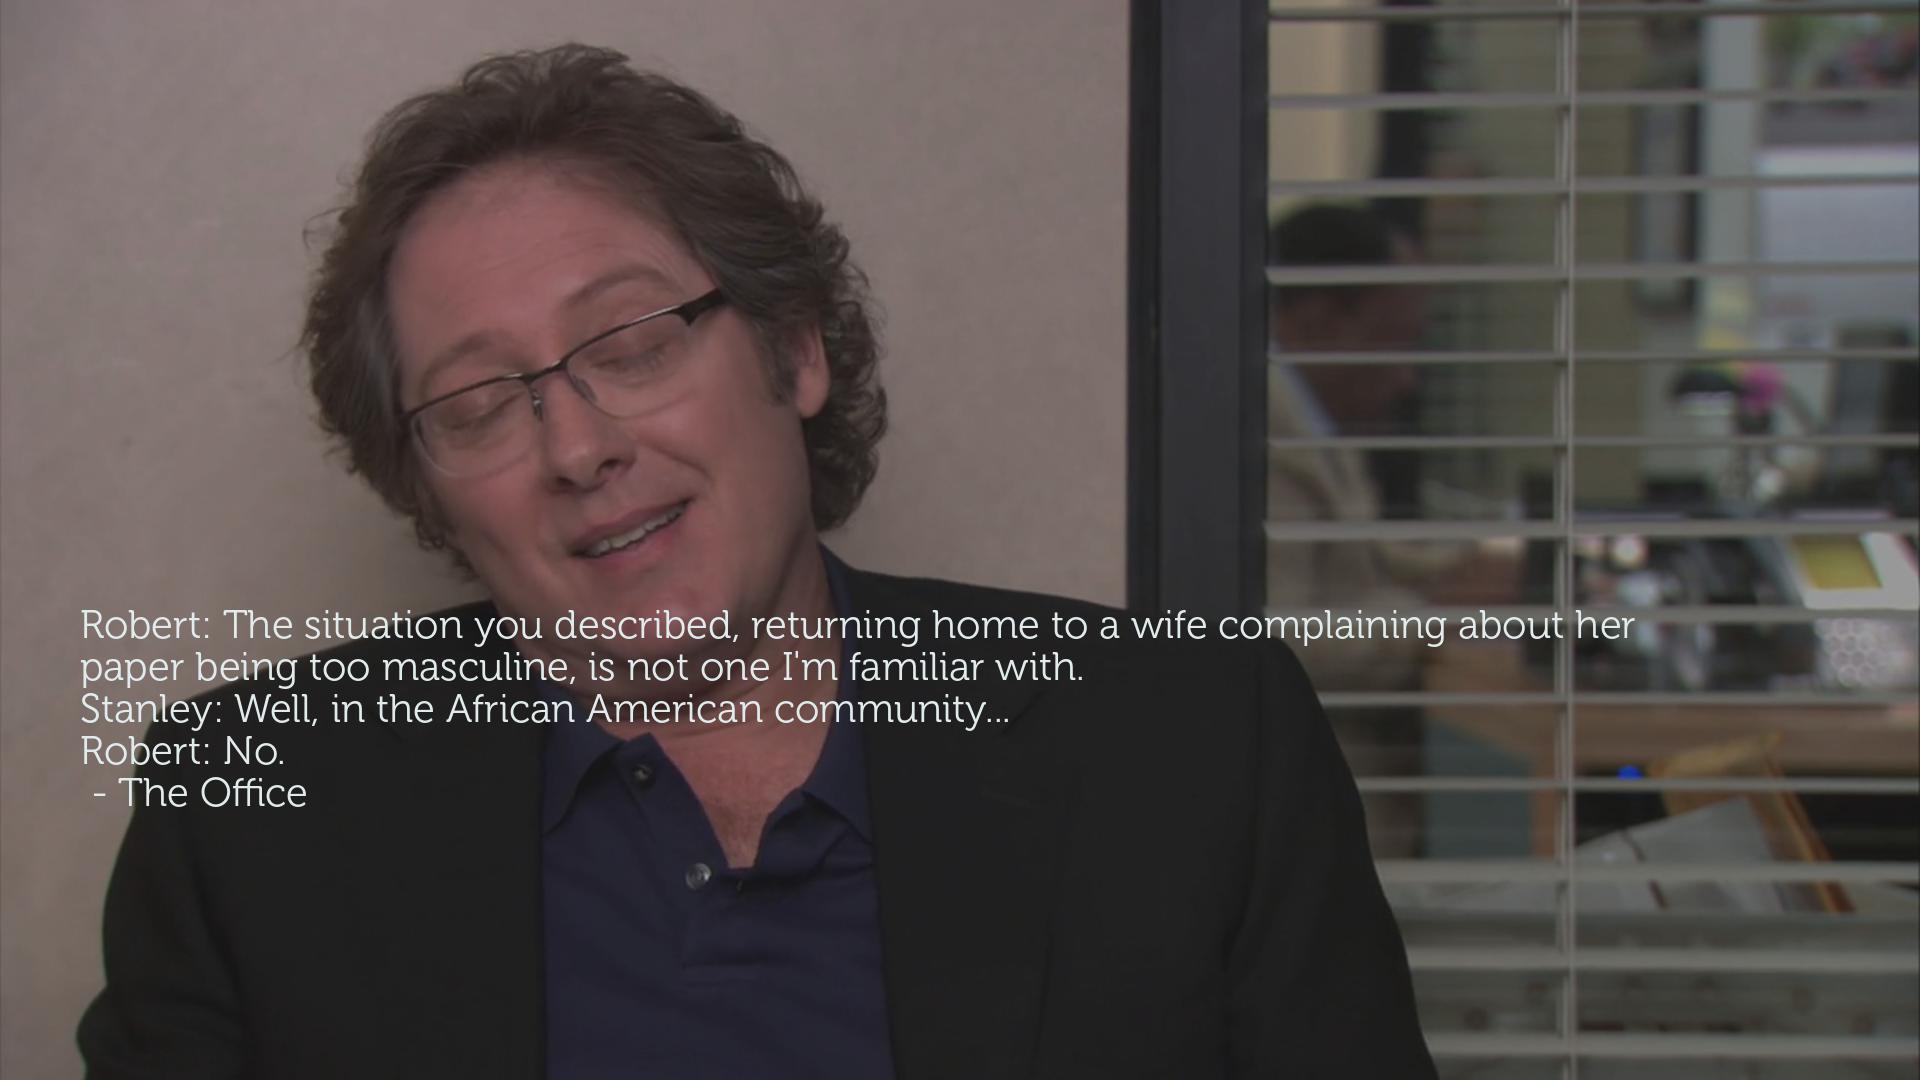 Robert: The situation you described, returning home to a wife complaining about her
paper being too masculine, is not one I'm familiar with.
Stanley: Well, in the African American community...
Robert: No.
- The Office